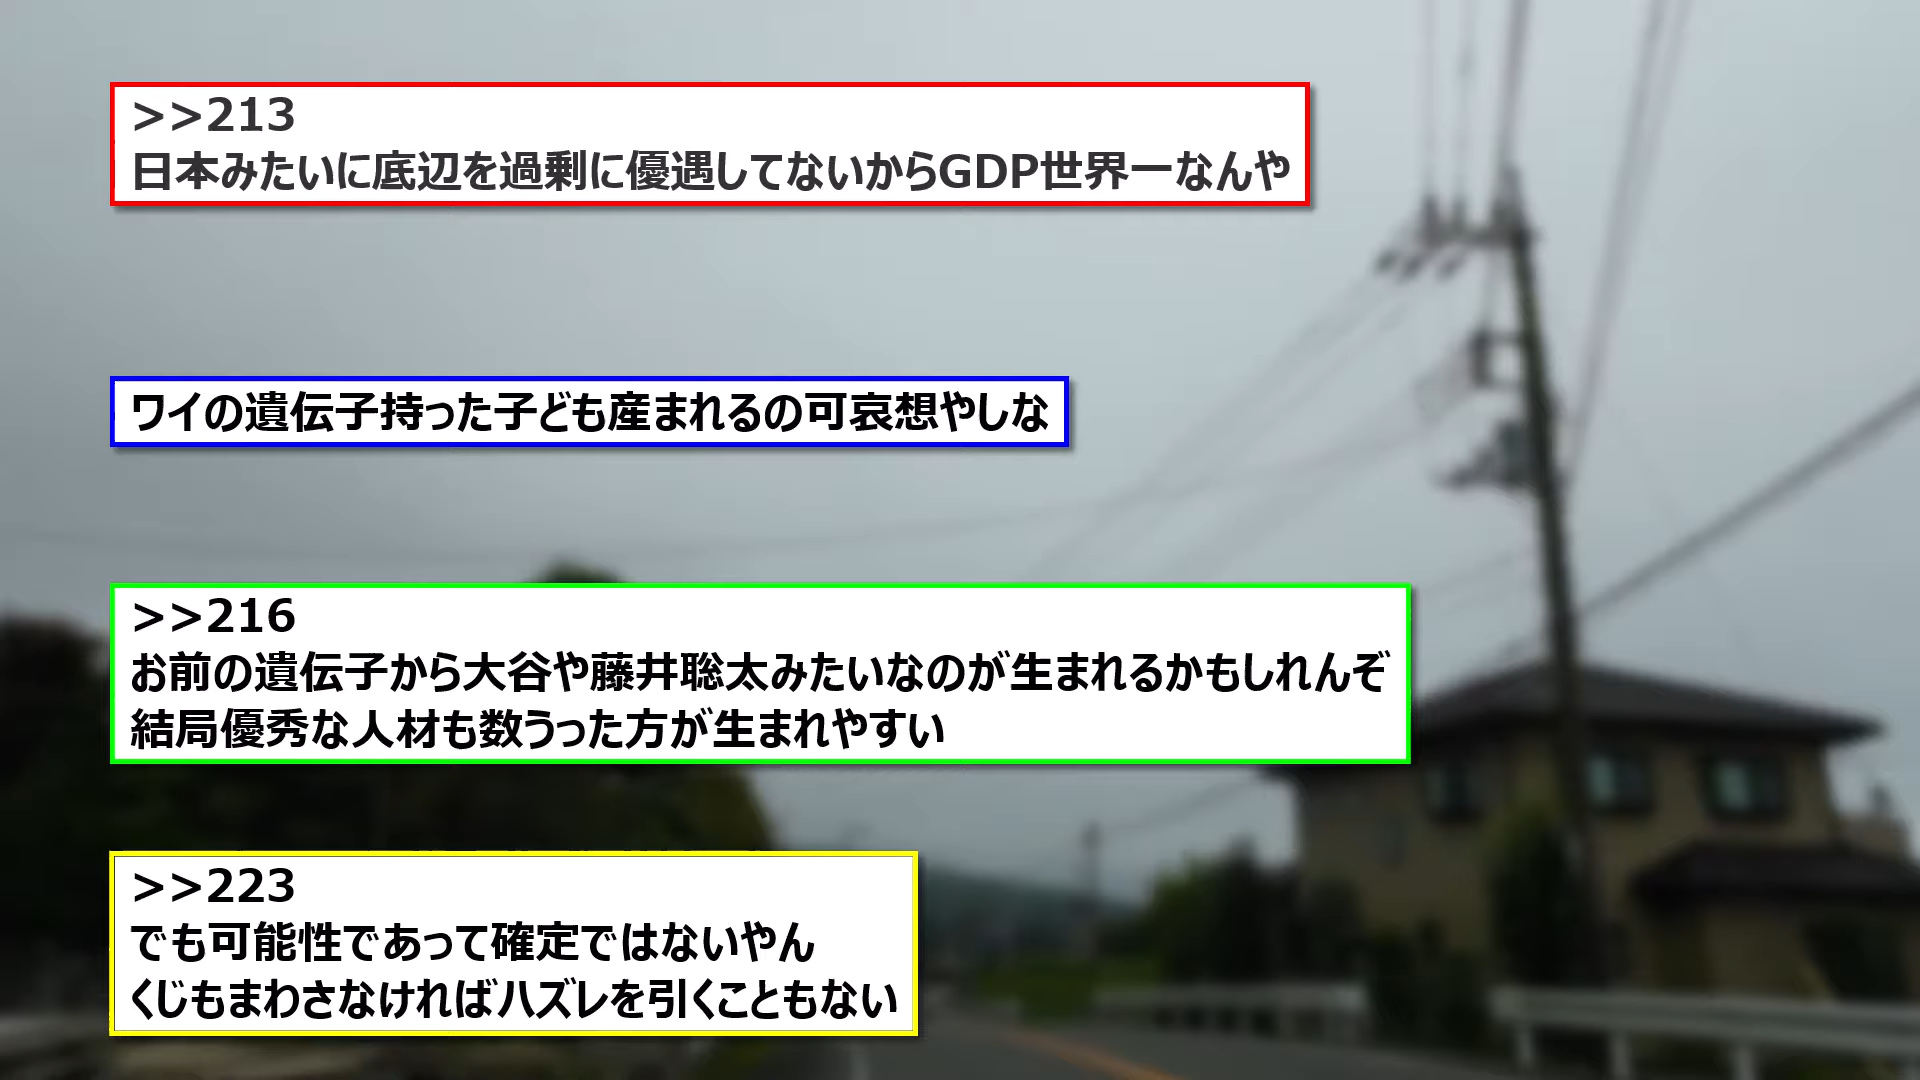 >>213
日本みたいに底辺を過剰に優遇してないからGDP世界一なんや
ワイの遺伝子持った子ども産まれるの可哀想やしな
>>216
お前の遺伝子から大谷や藤井聡太みたいなのが生まれるかもしれんぞ
結局優秀な人材も数うった方が生まれやすい
>>223
でも可能性であって確定ではないやん
くじもまわさなければハズレを引くこともない